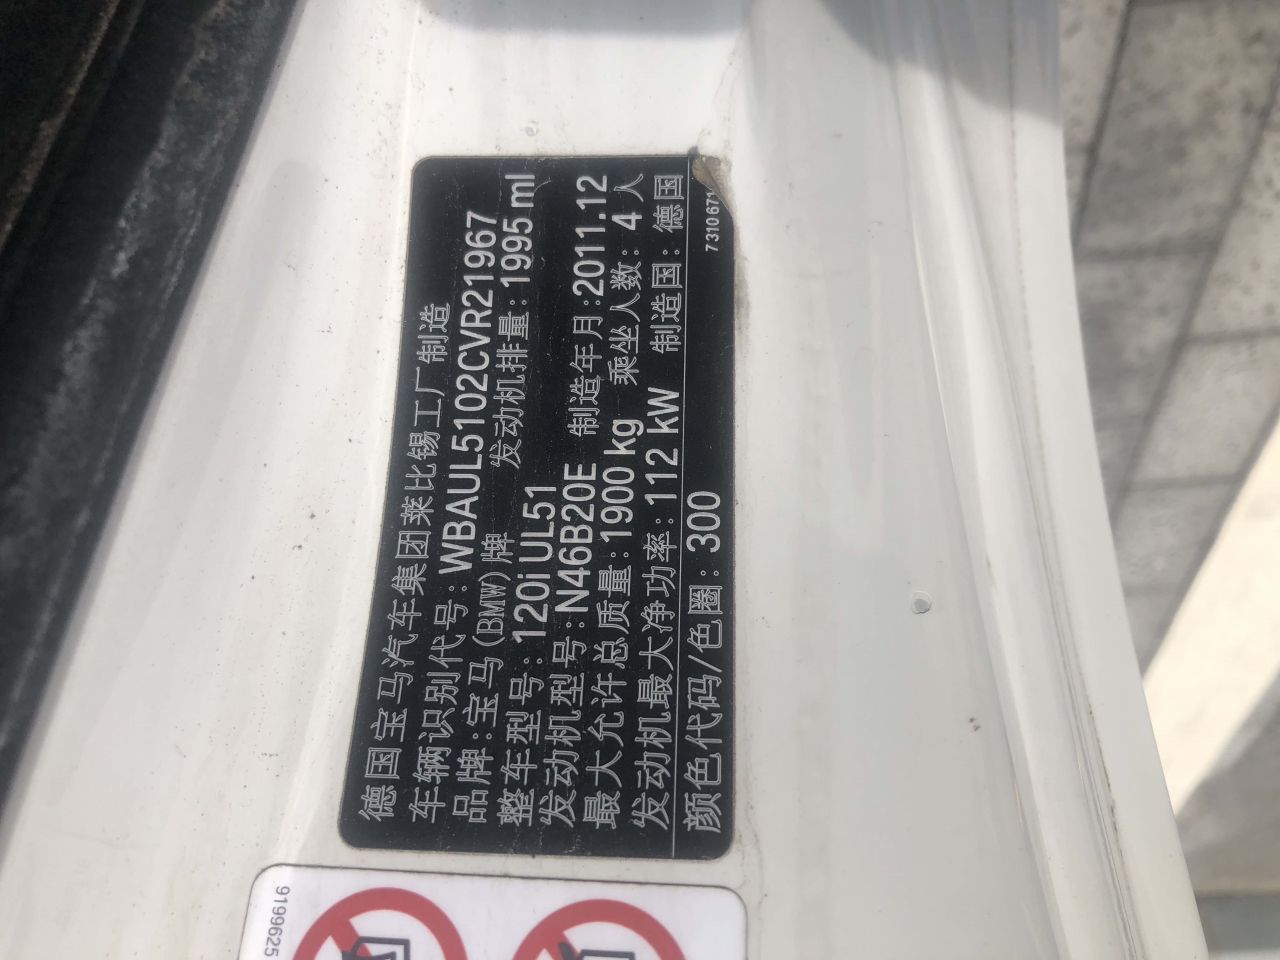 德国宝马汽车集团莱比锡工厂制造
车辆识别代号: WBAUL5102CVR21967
品牌:宝马(BMW)牌 发动机排量: 1995 ml
整车型号: 120i UL51
发动机型号:N46B20E 制造年月:2011.12
最大允许总质量:1900 kg 乘坐人数: 4 人
发动机最大净功率:112 kW 制造国: 德国
颜色代码/色圈: 300
7310671
9199625